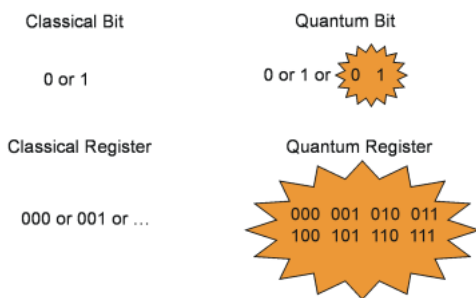 Classical Bit
Quantum Bit
0 or 1
0 or 1 or 0 1
Classical Register
Quantum Register
000 or 001 or ...
000 001 010 011
100 101 110 111